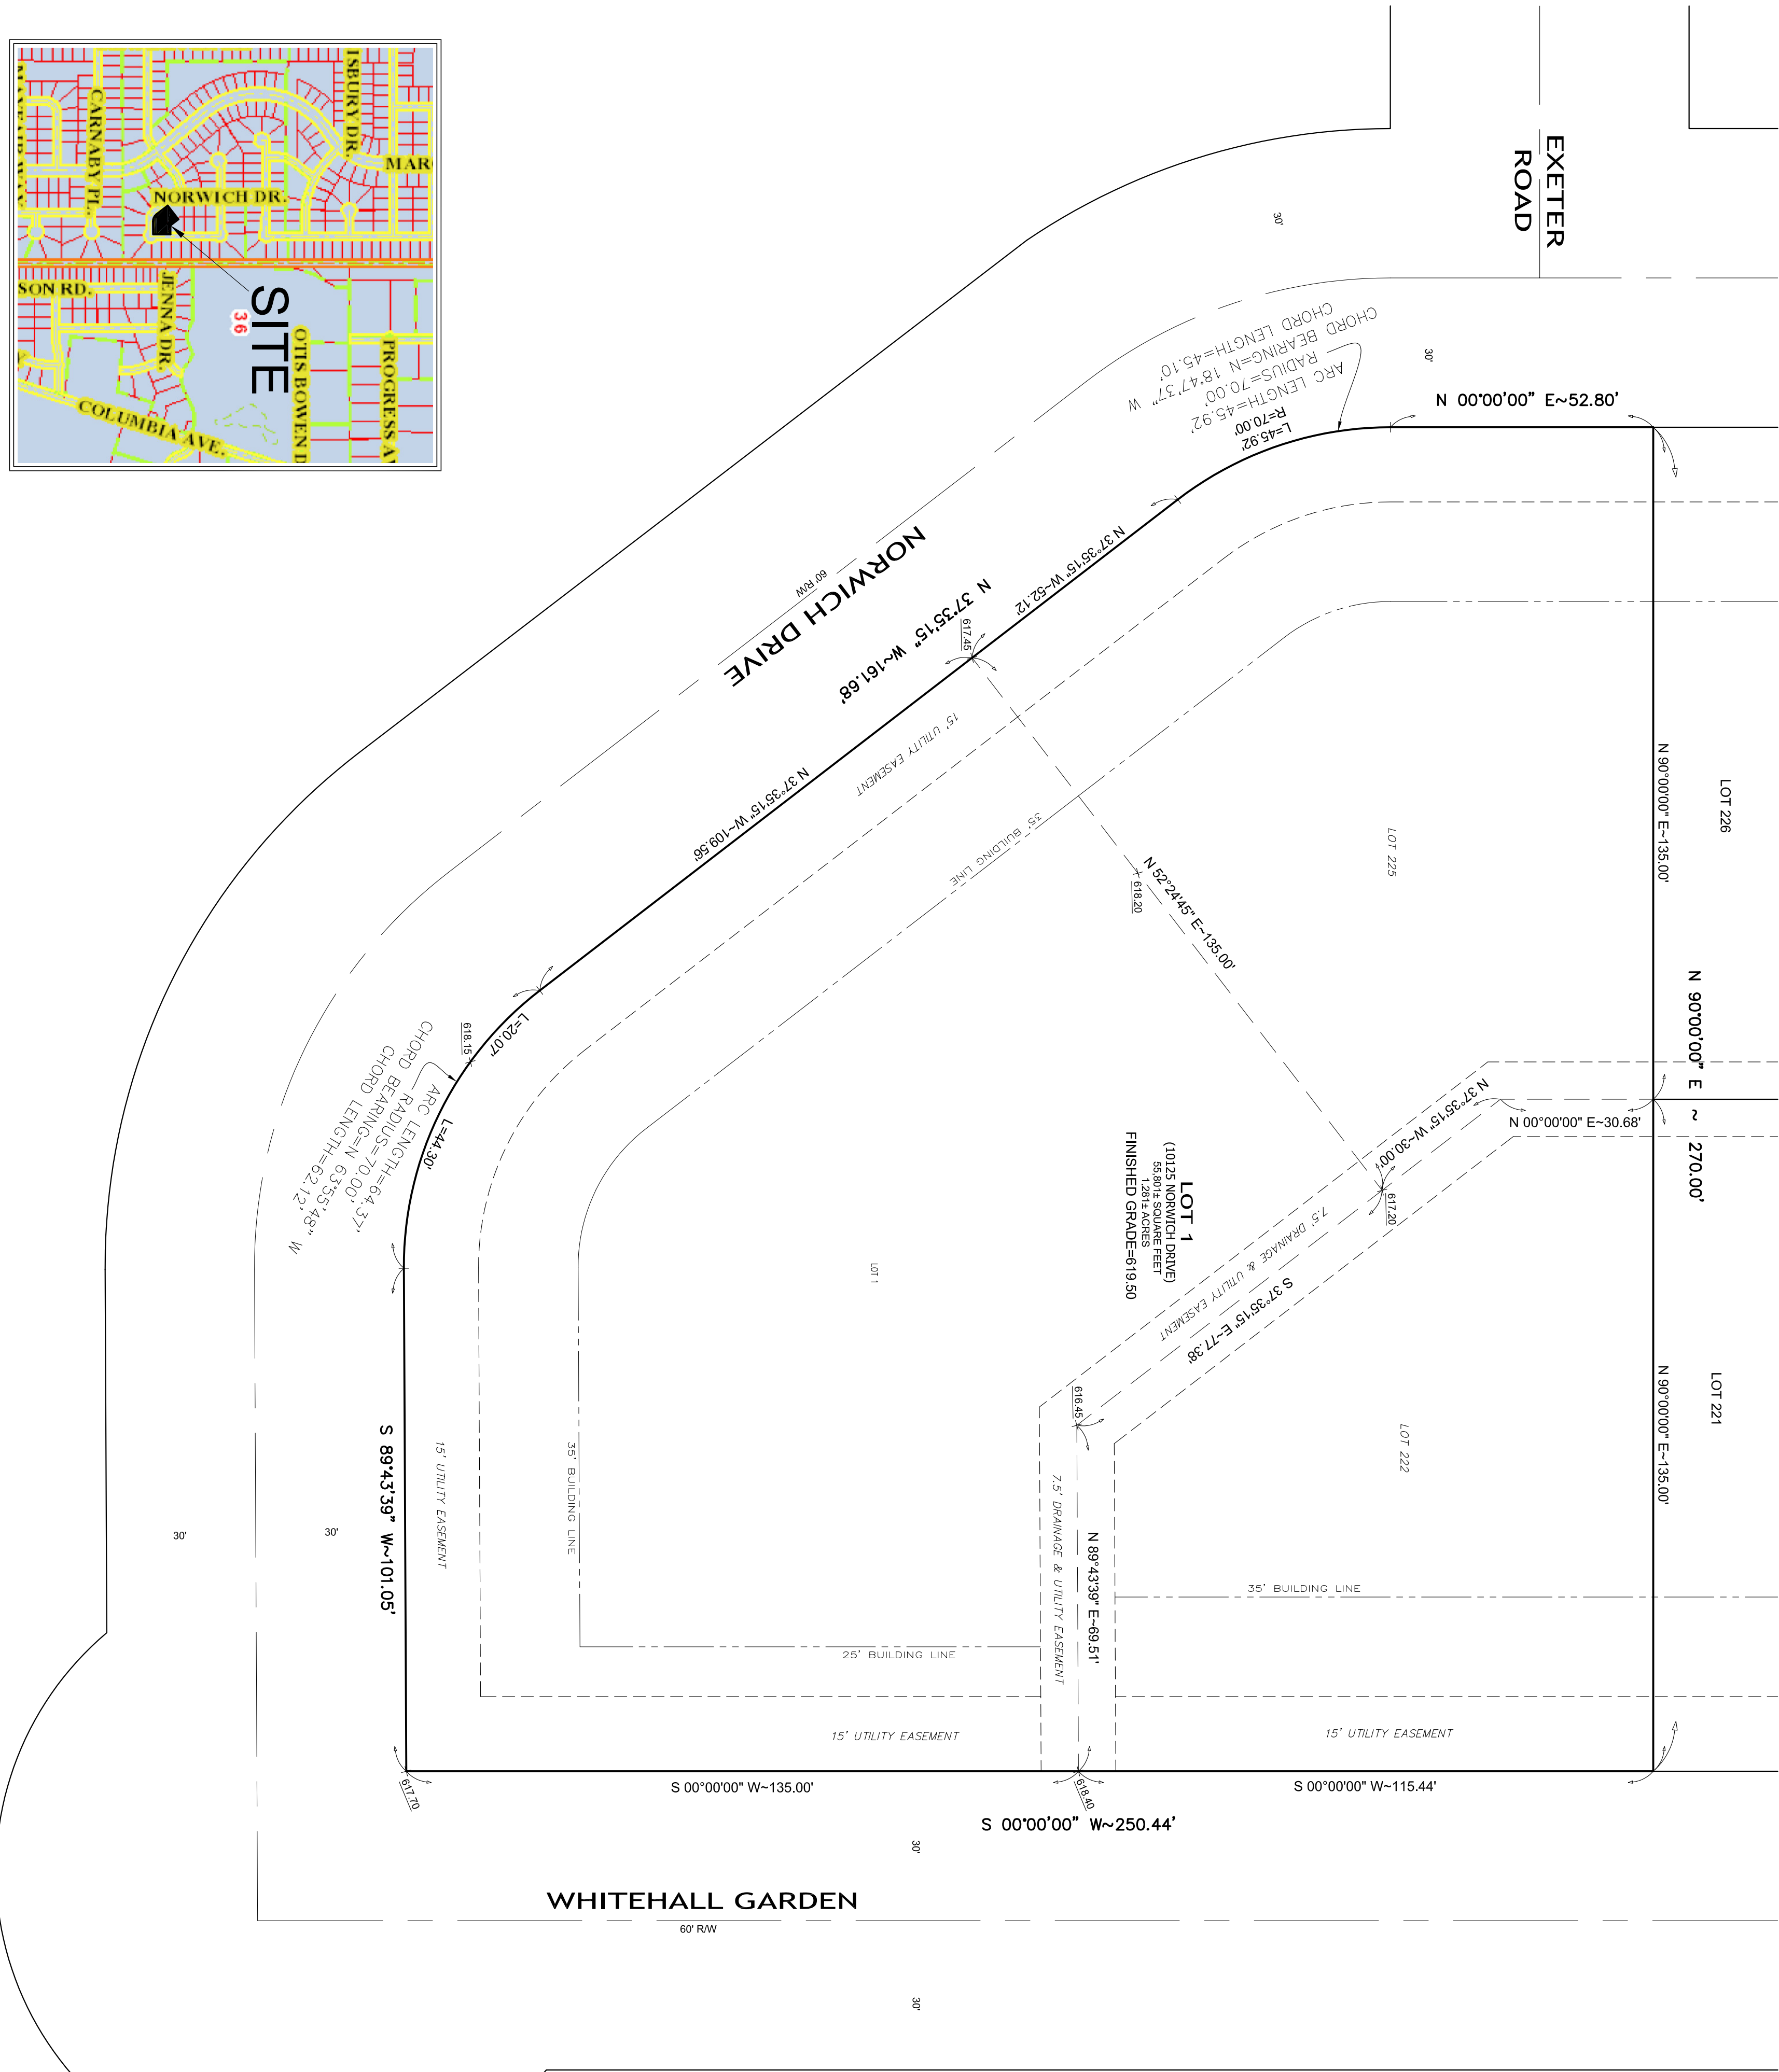 ISBURY DR.
MAR
CARNABY PL.
NORWICH DR.
SON RD.
JENNA DR.
SITE
36
OTIS BOWEN D
PROGRESS A
COLUMBIA AVE.
EXETER
ROAD
30'
30'
N 00°00'00" E~52.80'
ARC LENGTH=45.92'
RADIUS=70.00'
CHORD BEARING=N 18°47'37" W
CHORD LENGTH=45.10'
L=45.92'
R=70.00'
NORWICH DRIVE
60' R/W
N 37°35'15" W~161.68'
N 37°35'15" W~52.12'
617.45
N 37°35'15" W~109.56'
15' UTILITY EASEMENT
35' BUILDING LINE
618.20
N 52°24'45" E~135.00'
LOT 225
N 90°00'00" E~135.00'
LOT 226
N 90°00'00" E ~ 270.00'
N 37°35'15" W~30.00'
N 00°00'00" E~30.68'
617.20
7.5' DRAINAGE & UTILITY EASEMENT
S 37°35'15" E~77.38'
LOT 1
(10125 NORWICH DRIVE)
55,801± SQUARE FEET
1.281± ACRES
FINISHED GRADE=619.50
LOT 1
618.15
L=20.07'
L=44.30'
ARC LENGTH=64.37'
RADIUS=70.00'
CHORD BEARING=N 63°55'48" W
CHORD LENGTH=62.12'
616.45
LOT 222
N 90°00'00" E~135.00'
LOT 221
S 89°43'39" W~101.05'
15' UTILITY EASEMENT
35' BUILDING LINE
7.5' DRAINAGE & UTILITY EASEMENT
N 89°43'39" E~69.51'
35' BUILDING LINE
30'
30'
25' BUILDING LINE
15' UTILITY EASEMENT
15' UTILITY EASEMENT
617.70
S 00°00'00" W~135.00'
618.40
S 00°00'00" W~115.44'
S 00°00'00" W~250.44'
30'
WHITEHALL GARDEN
60' R/W
30'